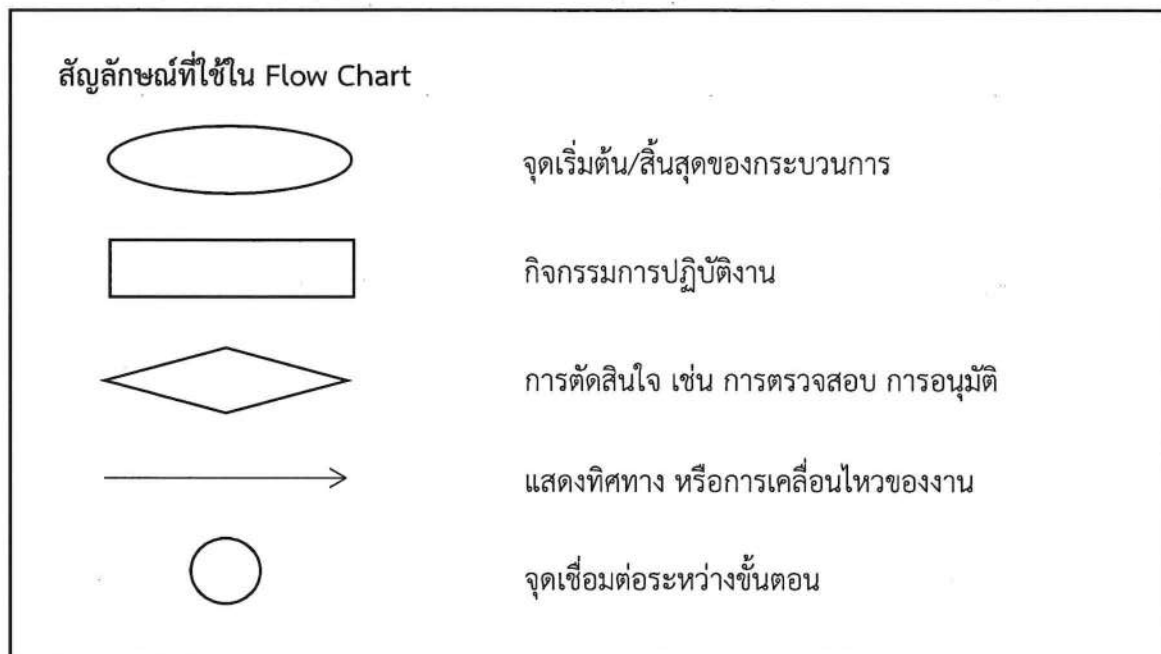 สัญลักษณ์ที่ใช้ใน Flow Chart
จุดเริ่มต้น/สิ้นสุดของกระบวนการ
กิจกรรมการปฏิบัติงาน
การตัดสินใจ เช่น การตรวจสอบ การอนุมัติ
แสดงทิศทาง หรือการเคลื่อนไหวของงาน
จุดเชื่อมต่อระหว่างขั้นตอน